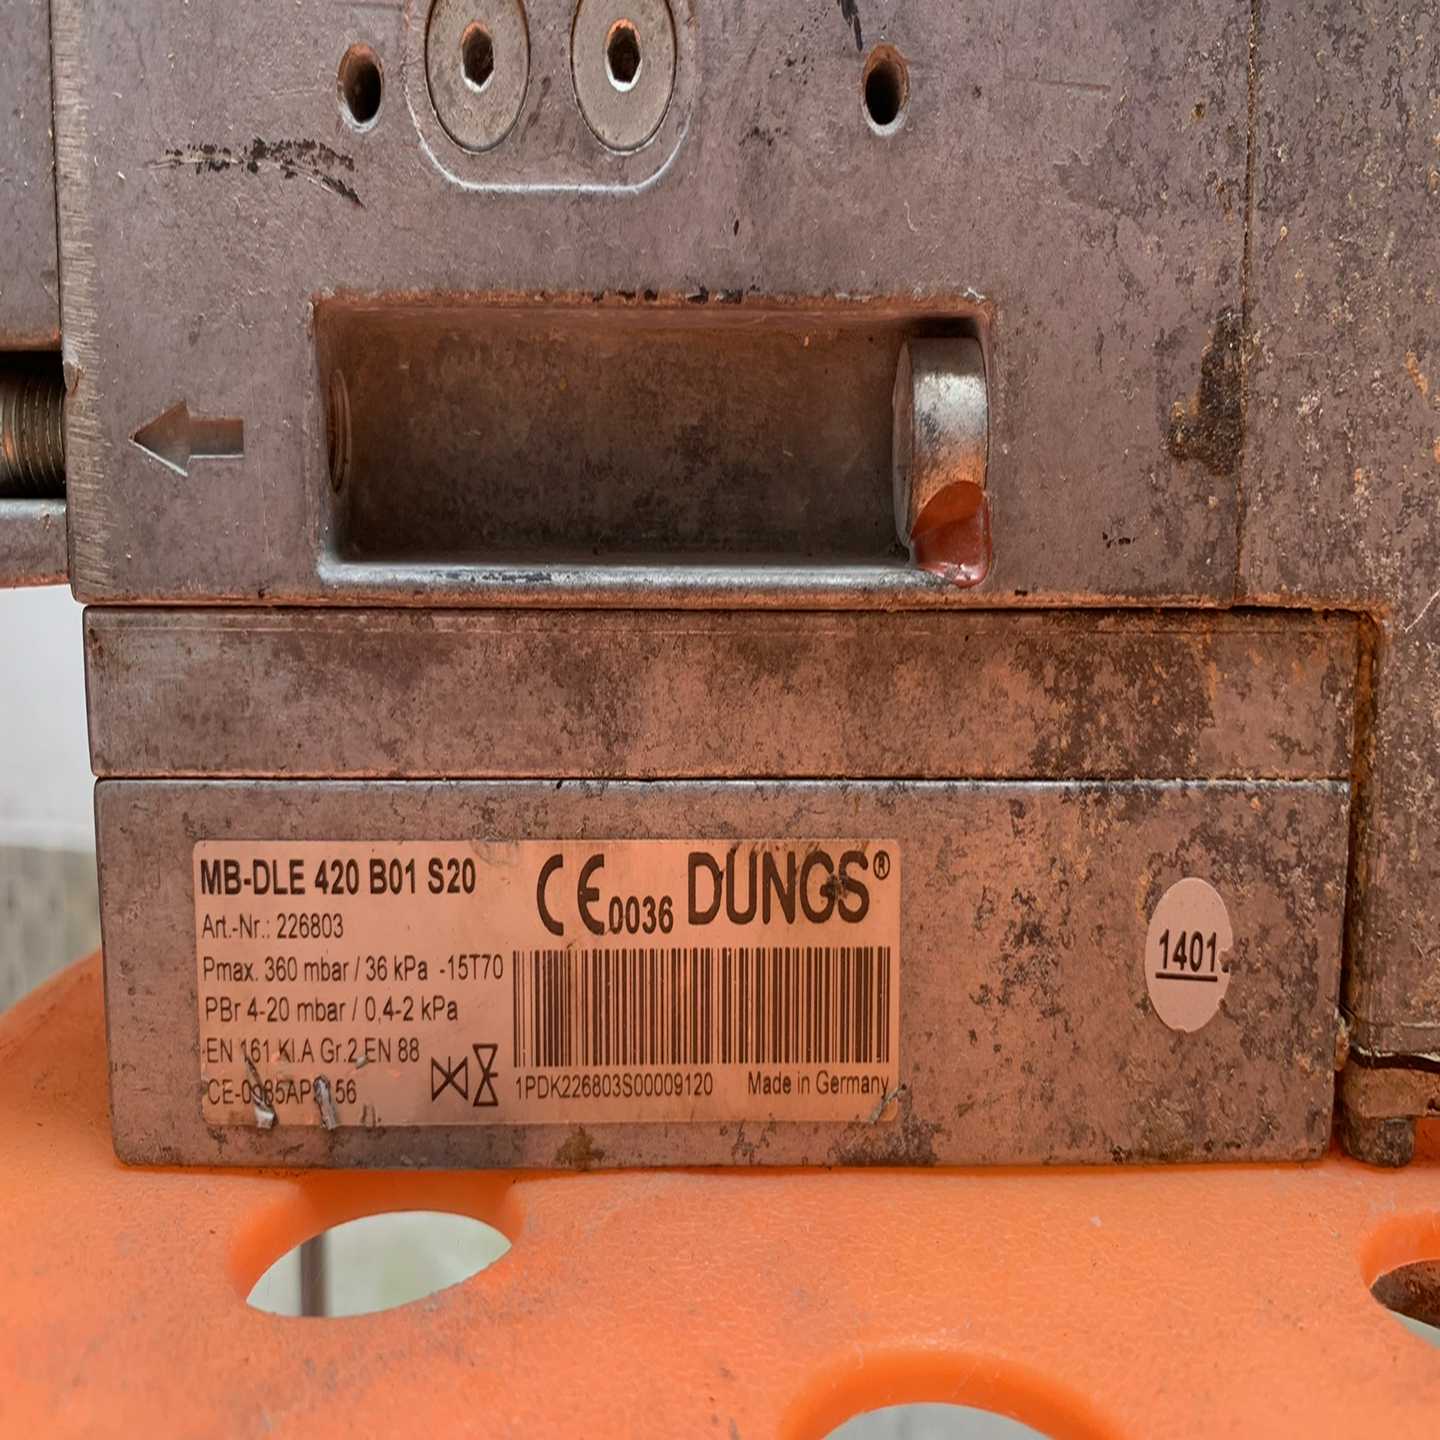 MB-DLE 420 B01 S20
CE 0036 DUNGS®
Art.-Nr.: 226803
Pmax. 360 mbar / 36 kPa -15T70
PBr 4-20 mbar / 0,4-2 kPa
EN 161 Kl.A Gr.2 EN 88
1PDK226803S00009120 Made in Germany
1401